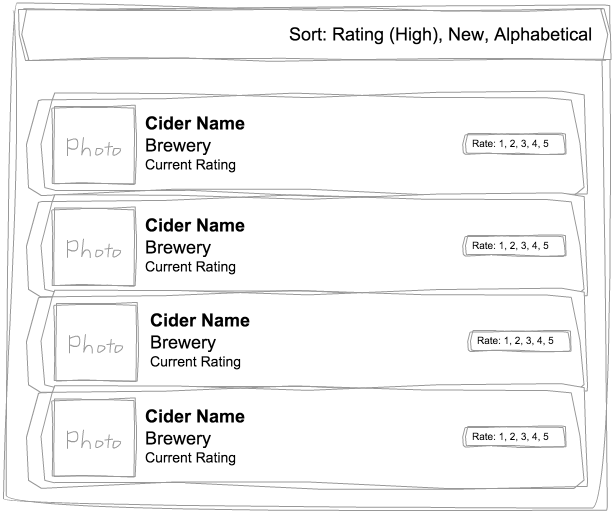 Sort: Rating (High), New, Alphabetical
Photo
Cider Name
Brewery
Current Rating
Rate: 1, 2, 3, 4, 5
Photo
Cider Name
Brewery
Current Rating
Rate: 1, 2, 3, 4, 5
Photo
Cider Name
Brewery
Current Rating
Rate: 1, 2, 3, 4, 5
Photo
Cider Name
Brewery
Current Rating
Rate: 1, 2, 3, 4, 5